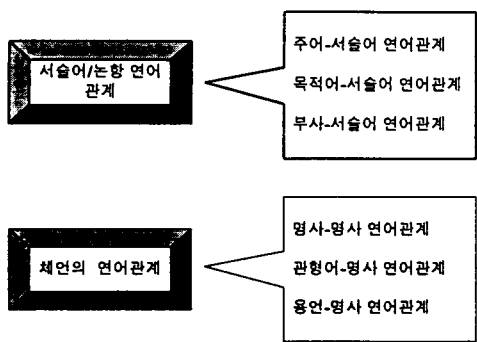 서술어/논항 연어
관계
주어-서술어 연어관계
목적어-서술어 연어관계
부사-서술어 연어관계
체언의 연어관계
명사-명사 연어관계
관형어-명사 연어관계
용언-명사 연어관계